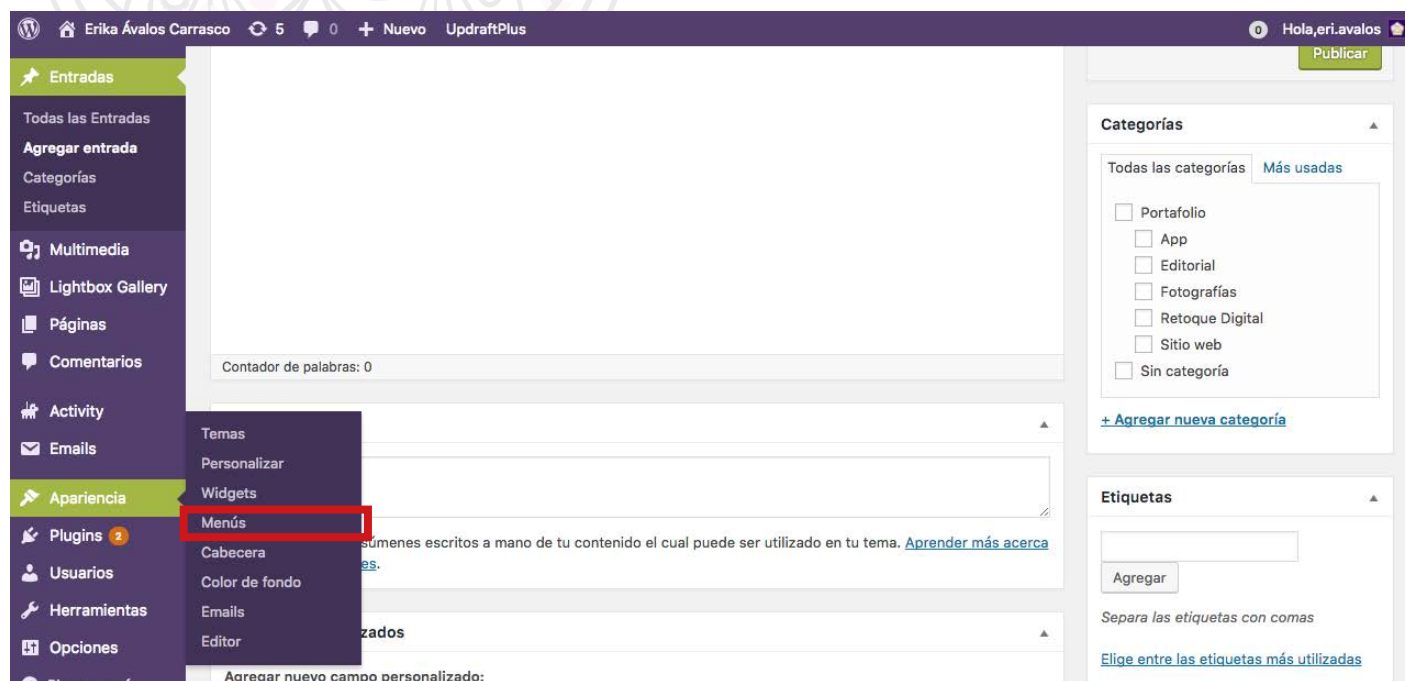 Erika Ávalos Carrasco 5 0 + Nuevo UpdraftPlus 0 Hola,eri.avalos
Entradas
Todas las Entradas
Agregar entrada
Categorías
Etiquetas
Multimedia
Lightbox Gallery
Páginas
Comentarios
Activity
Emails
Apariencia
Plugins 2
Usuarios
Herramientas
Opciones
Temas
Personalizar
Widgets
Menús
Cabecera
Color de fondo
Emails
Editor
Contador de palabras: 0
súmenes escritos a mano de tu contenido el cual puede ser utilizado en tu tema. Aprender más acerca
es.
zados
Agregar nuevo campo personalizado:
Publicar
Categorías
Todas las categorías Más usadas
Portafolio
App
Editorial
Fotografías
Retoque Digital
Sitio web
Sin categoría
+ Agregar nueva categoría
Etiquetas
Agregar
Separa las etiquetas con comas
Elige entre las etiquetas más utilizadas